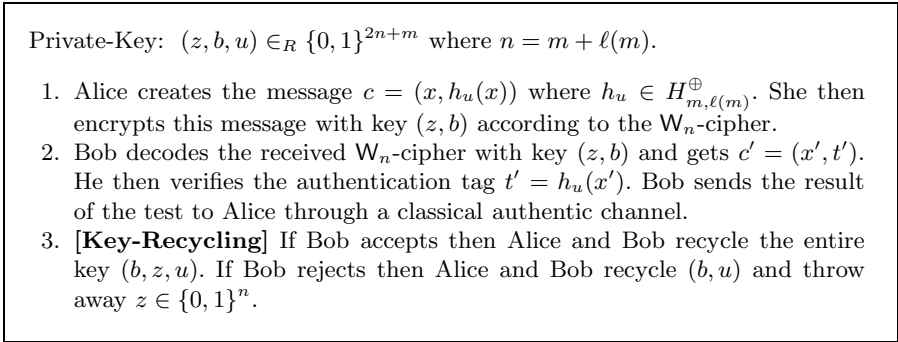 Private-Key: (z, b, u) ∈_R {0, 1}^{2n+m} where n = m + ℓ(m).
1. Alice creates the message c = (x, h_u(x)) where h_u ∈ H^⊕_{m,ℓ(m)}. She then
encrypts this message with key (z, b) according to the W_n-cipher.
2. Bob decodes the received W_n-cipher with key (z, b) and gets c′ = (x′, t′).
He then verifies the authentication tag t′ = h_u(x′). Bob sends the result
of the test to Alice through a classical authentic channel.
3. [Key-Recycling] If Bob accepts then Alice and Bob recycle the entire
key (b, z, u). If Bob rejects then Alice and Bob recycle (b, u) and throw
away z ∈ {0, 1}^n.